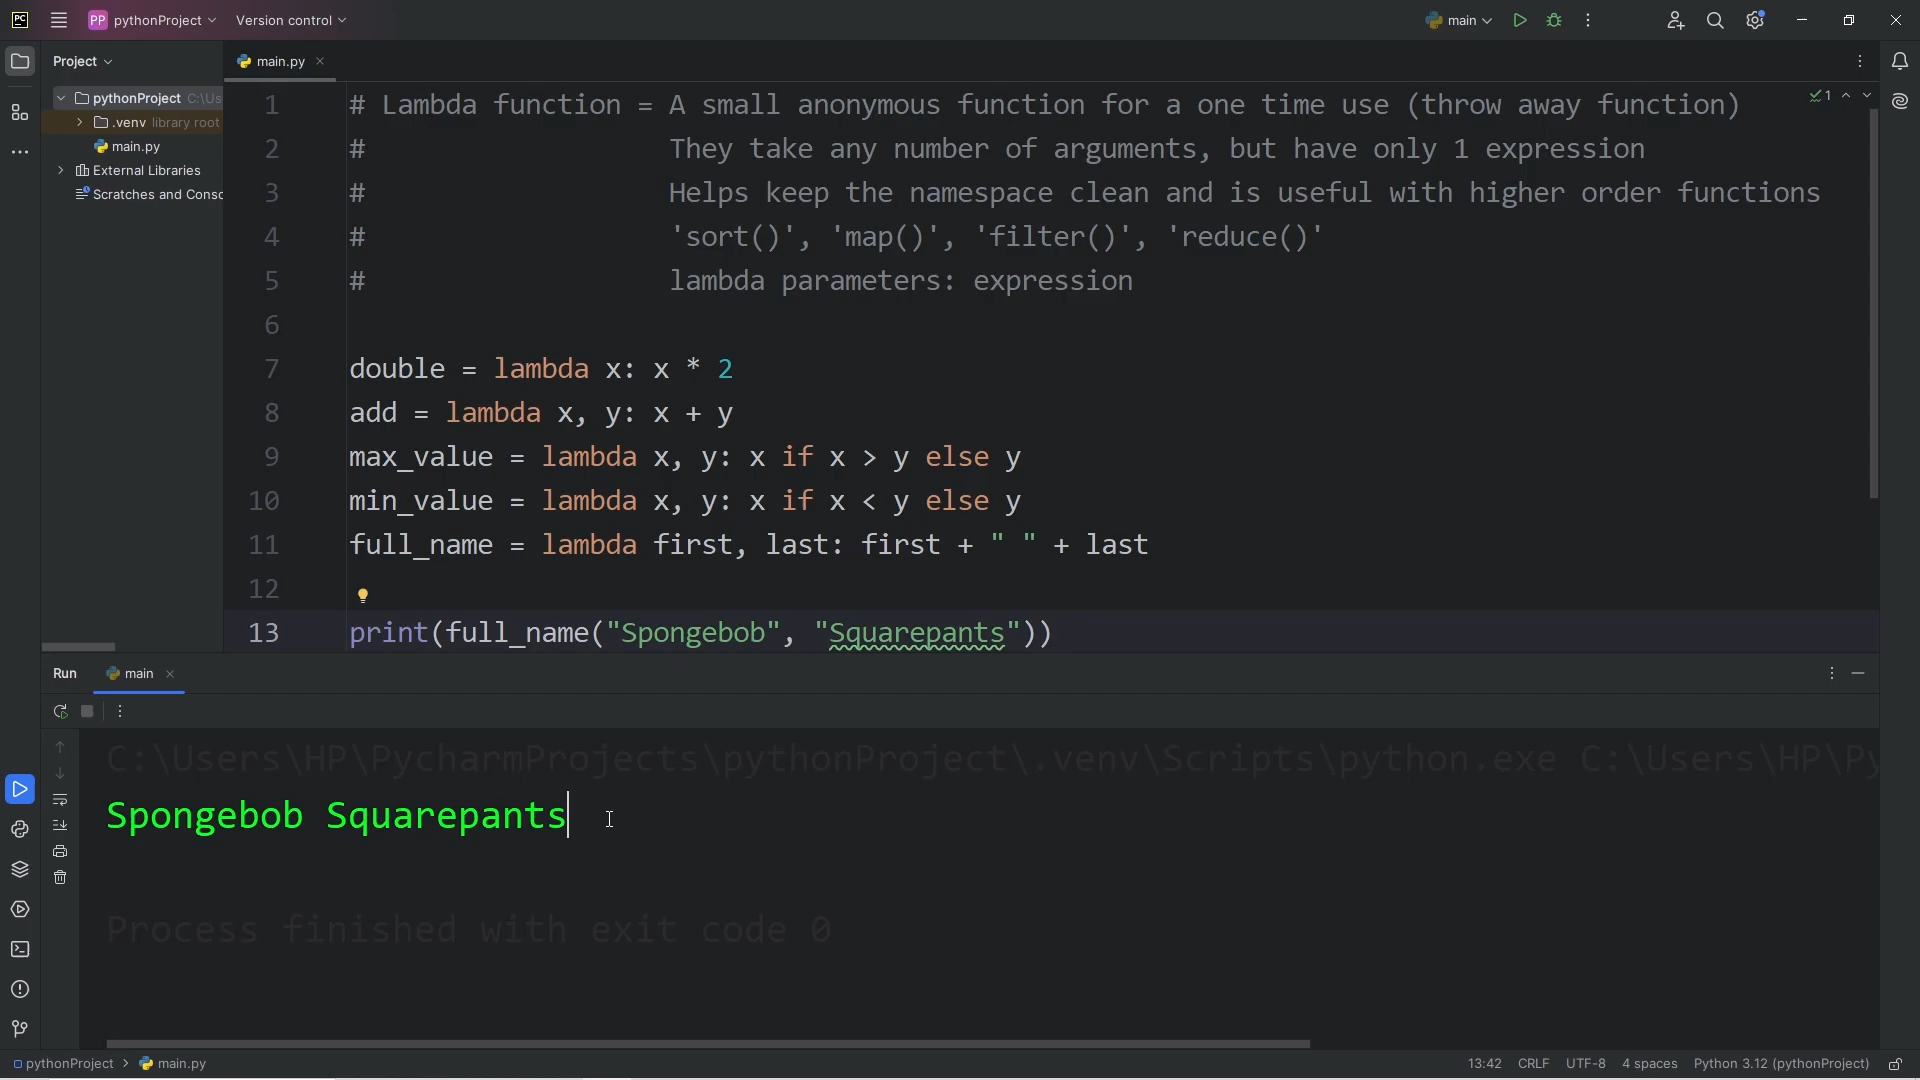 PC PP pythonProject Version control main
Project
main.py
pythonProject C:\Us
.venv library root
main.py
External Libraries
Scratches and Consc
1 # Lambda function = A small anonymous function for a one time use (throw away function)
2 # They take any number of arguments, but have only 1 expression
3 # Helps keep the namespace clean and is useful with higher order functions
4 # 'sort()', 'map()', 'filter()', 'reduce()'
5 # lambda parameters: expression
6
7 double = lambda x: x * 2
8 add = lambda x, y: x + y
9 max_value = lambda x, y: x if x > y else y
10 min_value = lambda x, y: x if x < y else y
11 full_name = lambda first, last: first + " " + last
12
13 print(full_name("Spongebob", "Squarepants"))
1
Run main
C:\Users\HP\PycharmProjects\pythonProject\.venv\Scripts\python.exe C:\Users\HP\Py
Spongebob Squarepants
Process finished with exit code 0
pythonProject > main.py 13:42 CRLF UTF-8 4 spaces Python 3.12 (pythonProject)